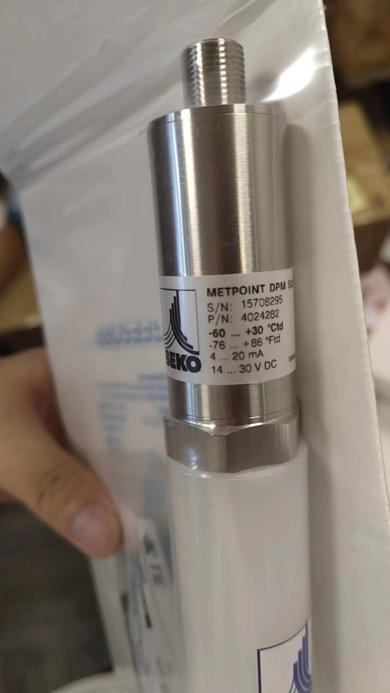 METPOINT DPM
S/N: 15708295
P/N: 4024282
-60 ... +30 °Ctd
-76 ... +86 °Ftd
4 ... 20 mA
14 ... 30 V DC
BEKO